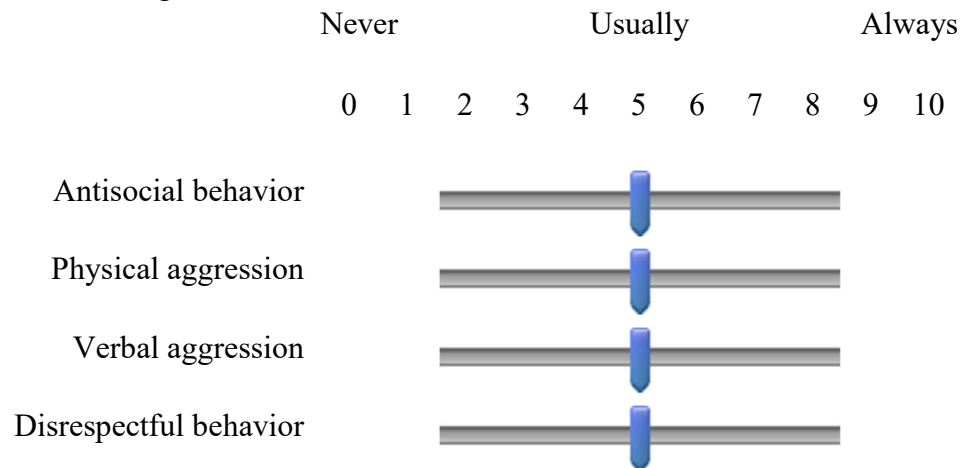 Never Usually Always
0 1 2 3 4 5 6 7 8 9 10
Antisocial behavior
Physical aggression
Verbal aggression
Disrespectful behavior